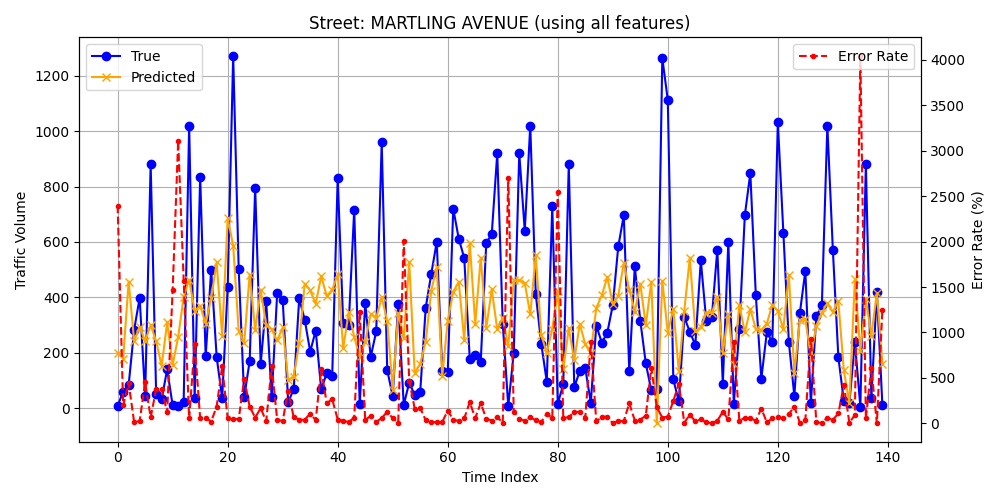 Street: MARTLING AVENUE (using all features)
True
Predicted
Error Rate
Traffic Volume
1200
1000
800
600
400
200
0
4000
3500
3000
2500
2000
1500
1000
500
0
Error Rate (%)
0 20 40 60 80 100 120 140
Time Index